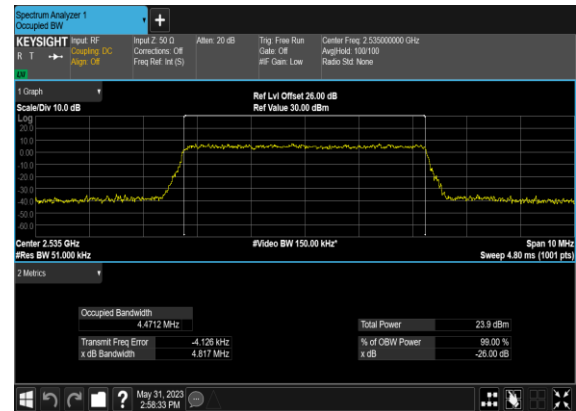 Spectrum Analyzer 1
Occupied BW
KEYSIGHT
R T
LV
Input: RF
Coupling: DC
Align: Off
Input Z: 50 Ω
Corrections: Off
Freq Ref: Int (S)
Atten: 20 dB
Trig: Free Run
Gate: Off
#IF Gain: Low
Center Freq: 2.535000000 GHz
Avg|Hold: 100/100
Radio Std: None
1 Graph
Scale/Div 10.0 dB
Ref Lvl Offset 26.00 dB
Ref Value 30.00 dBm
Log
20.0
10.0
0.00
-10.0
-20.0
-30.0
-40.0
-50.0
-60.0
Center 2.535 GHz
#Res BW 51.000 kHz
#Video BW 150.00 kHz*
Span 10 MHz
Sweep 4.80 ms (1001 pts)
2 Metrics
Occupied Bandwidth
4.4712 MHz
Transmit Freq Error -4.126 kHz
x dB Bandwidth 4.817 MHz
Total Power 23.9 dBm
% of OBW Power 99.00 %
x dB -26.00 dB
?
May 31, 2023
2:58:33 PM